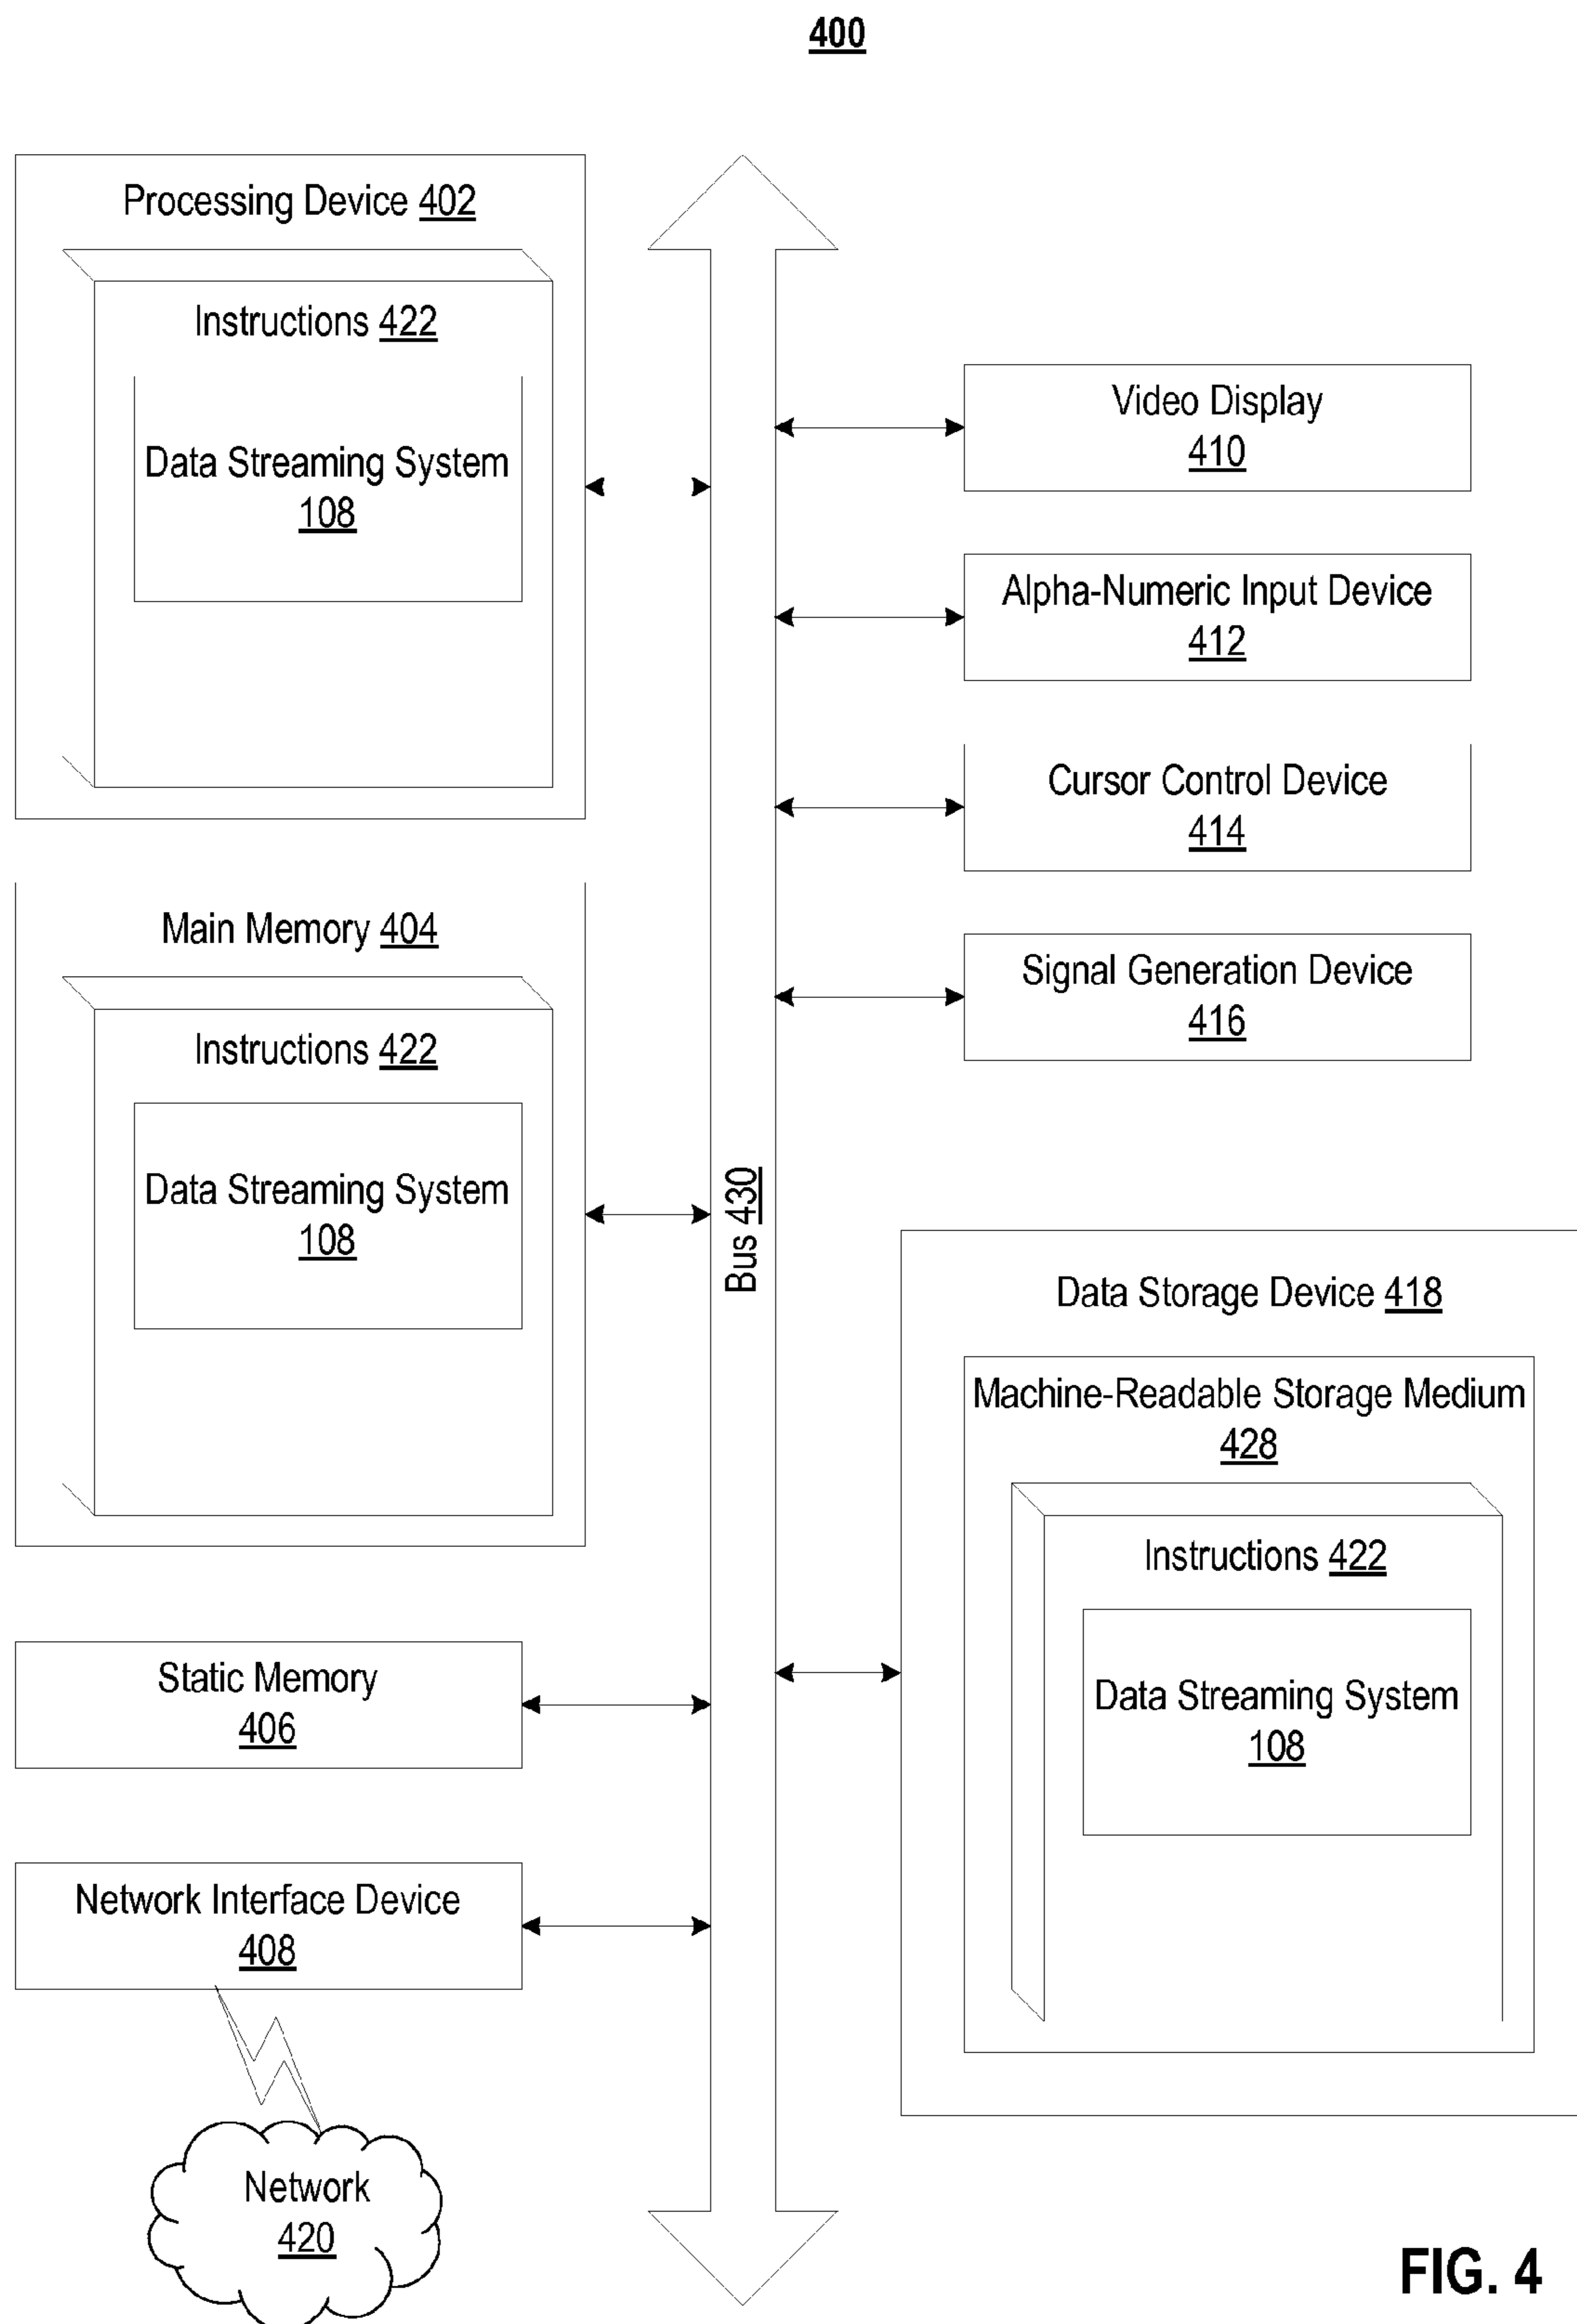 400
Processing Device 402
Instructions 422
Data Streaming System
108
Main Memory 404
Instructions 422
Data Streaming System
108
Static Memory
406
Network Interface Device
408
Network
420
Bus 430
Video Display
410
Alpha-Numeric Input Device
412
Cursor Control Device
414
Signal Generation Device
416
Data Storage Device 418
Machine-Readable Storage Medium
428
Instructions 422
Data Streaming System
108
FIG. 4